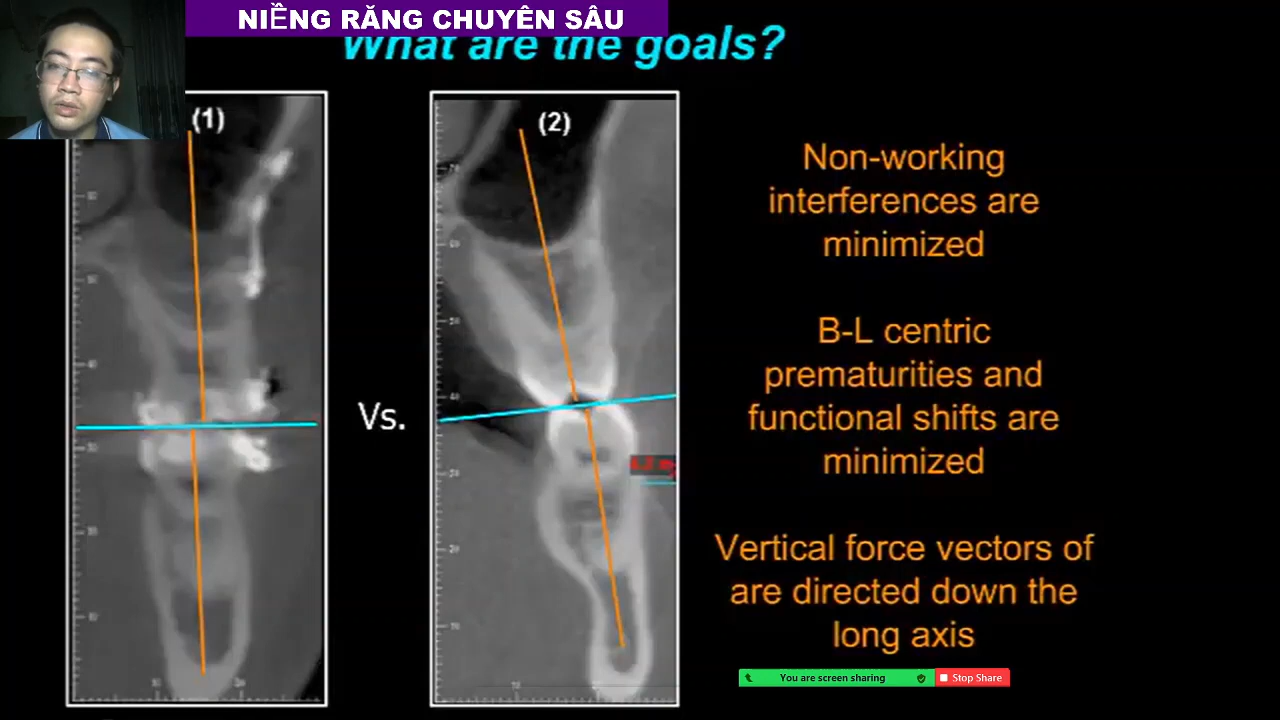 NIỀNG RĂNG CHUYÊN SÂU
What are the goals?
(1)
(2)
Vs.
Non-working
interferences are
minimized
B-L centric
prematurities and
functional shifts are
minimized
Vertical force vectors of
are directed down the
long axis
You are screen sharing
Stop Share